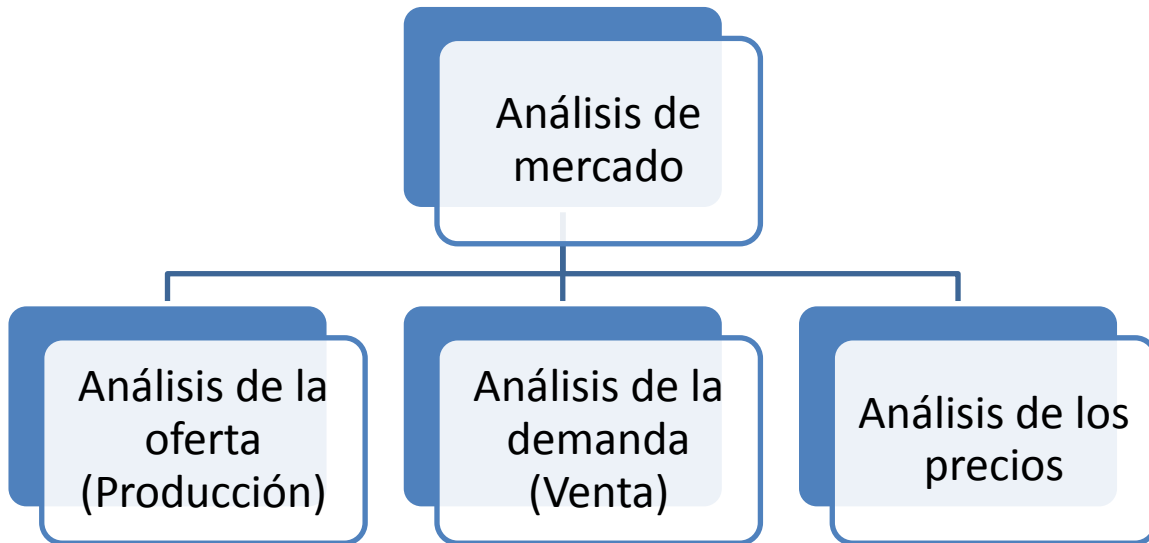 Análisis de
mercado
Análisis de la
oferta
(Producción)
Análisis de la
demanda
(Venta)
Análisis de los
precios